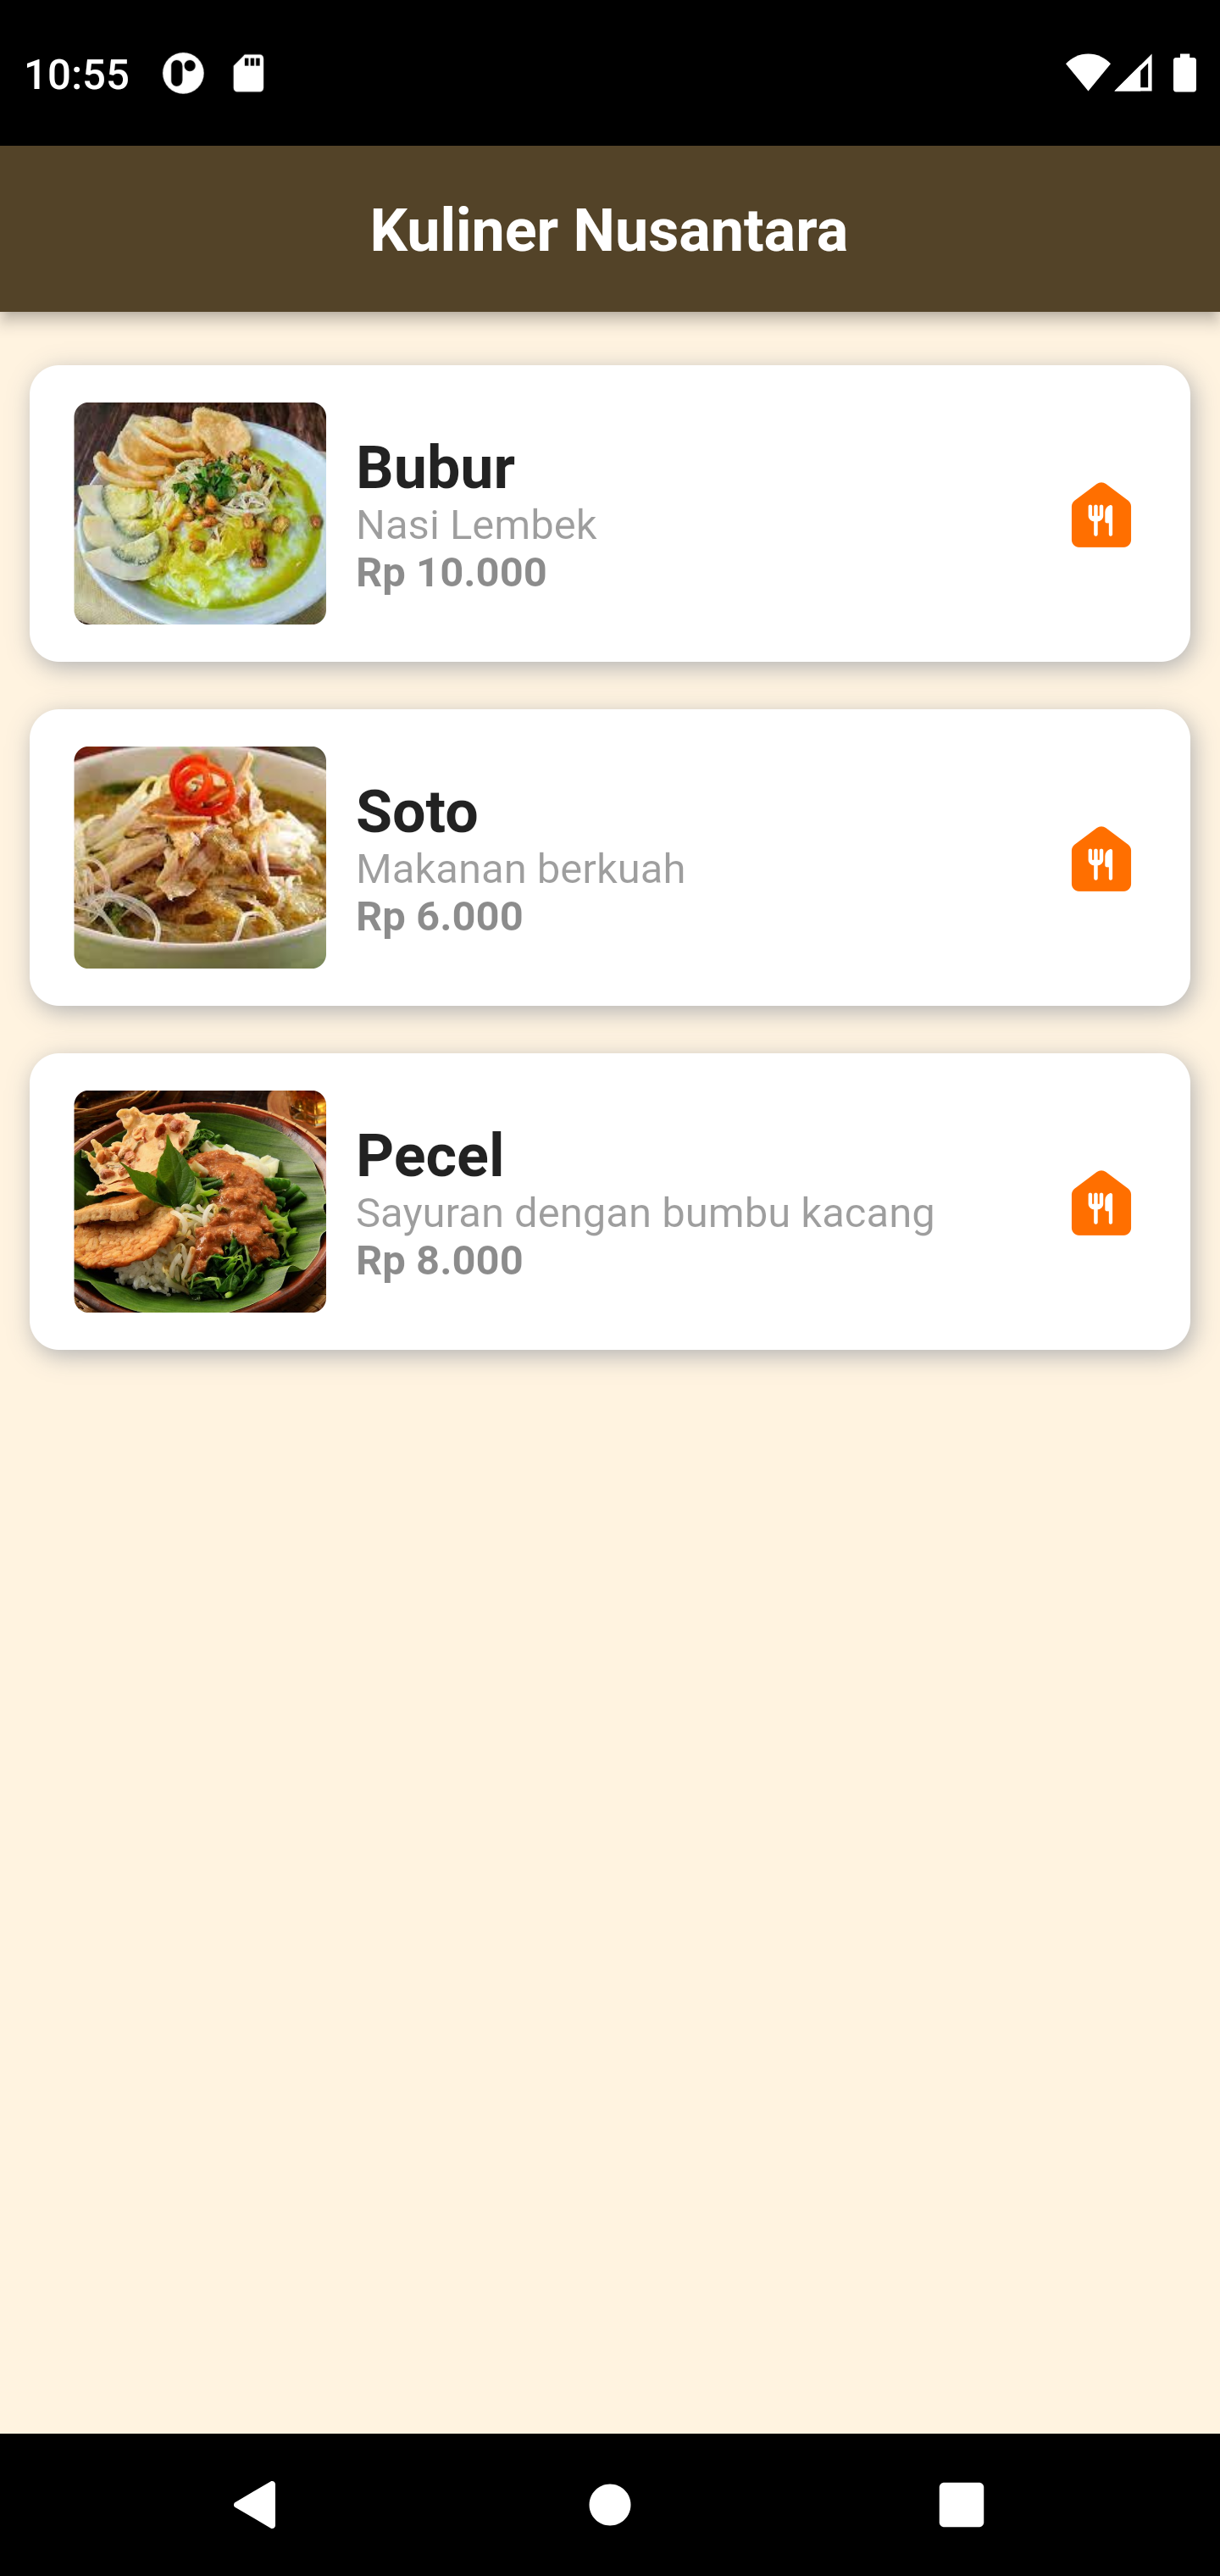 10:55
Kuliner Nusantara
Bubur
Nasi Lembek
Rp 10.000
Soto
Makanan berkuah
Rp 6.000
Pecel
Sayuran dengan bumbu kacang
Rp 8.000